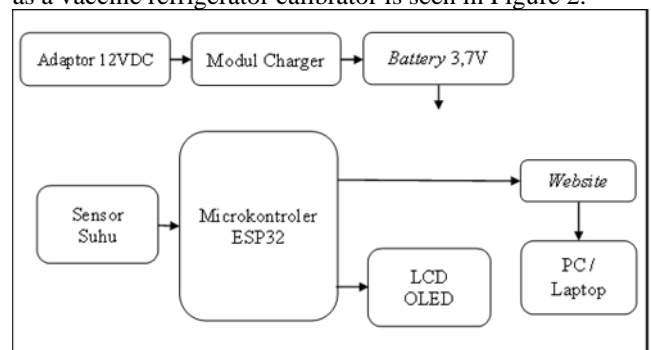 as a vaccine refrigerator calibrator is seen in Figure 2.
Adaptor 12VDC
Modul Charger
Battery 3,7V
Sensor
Suhu
Microkontroler
ESP32
Website
LCD
OLED
PC /
Laptop